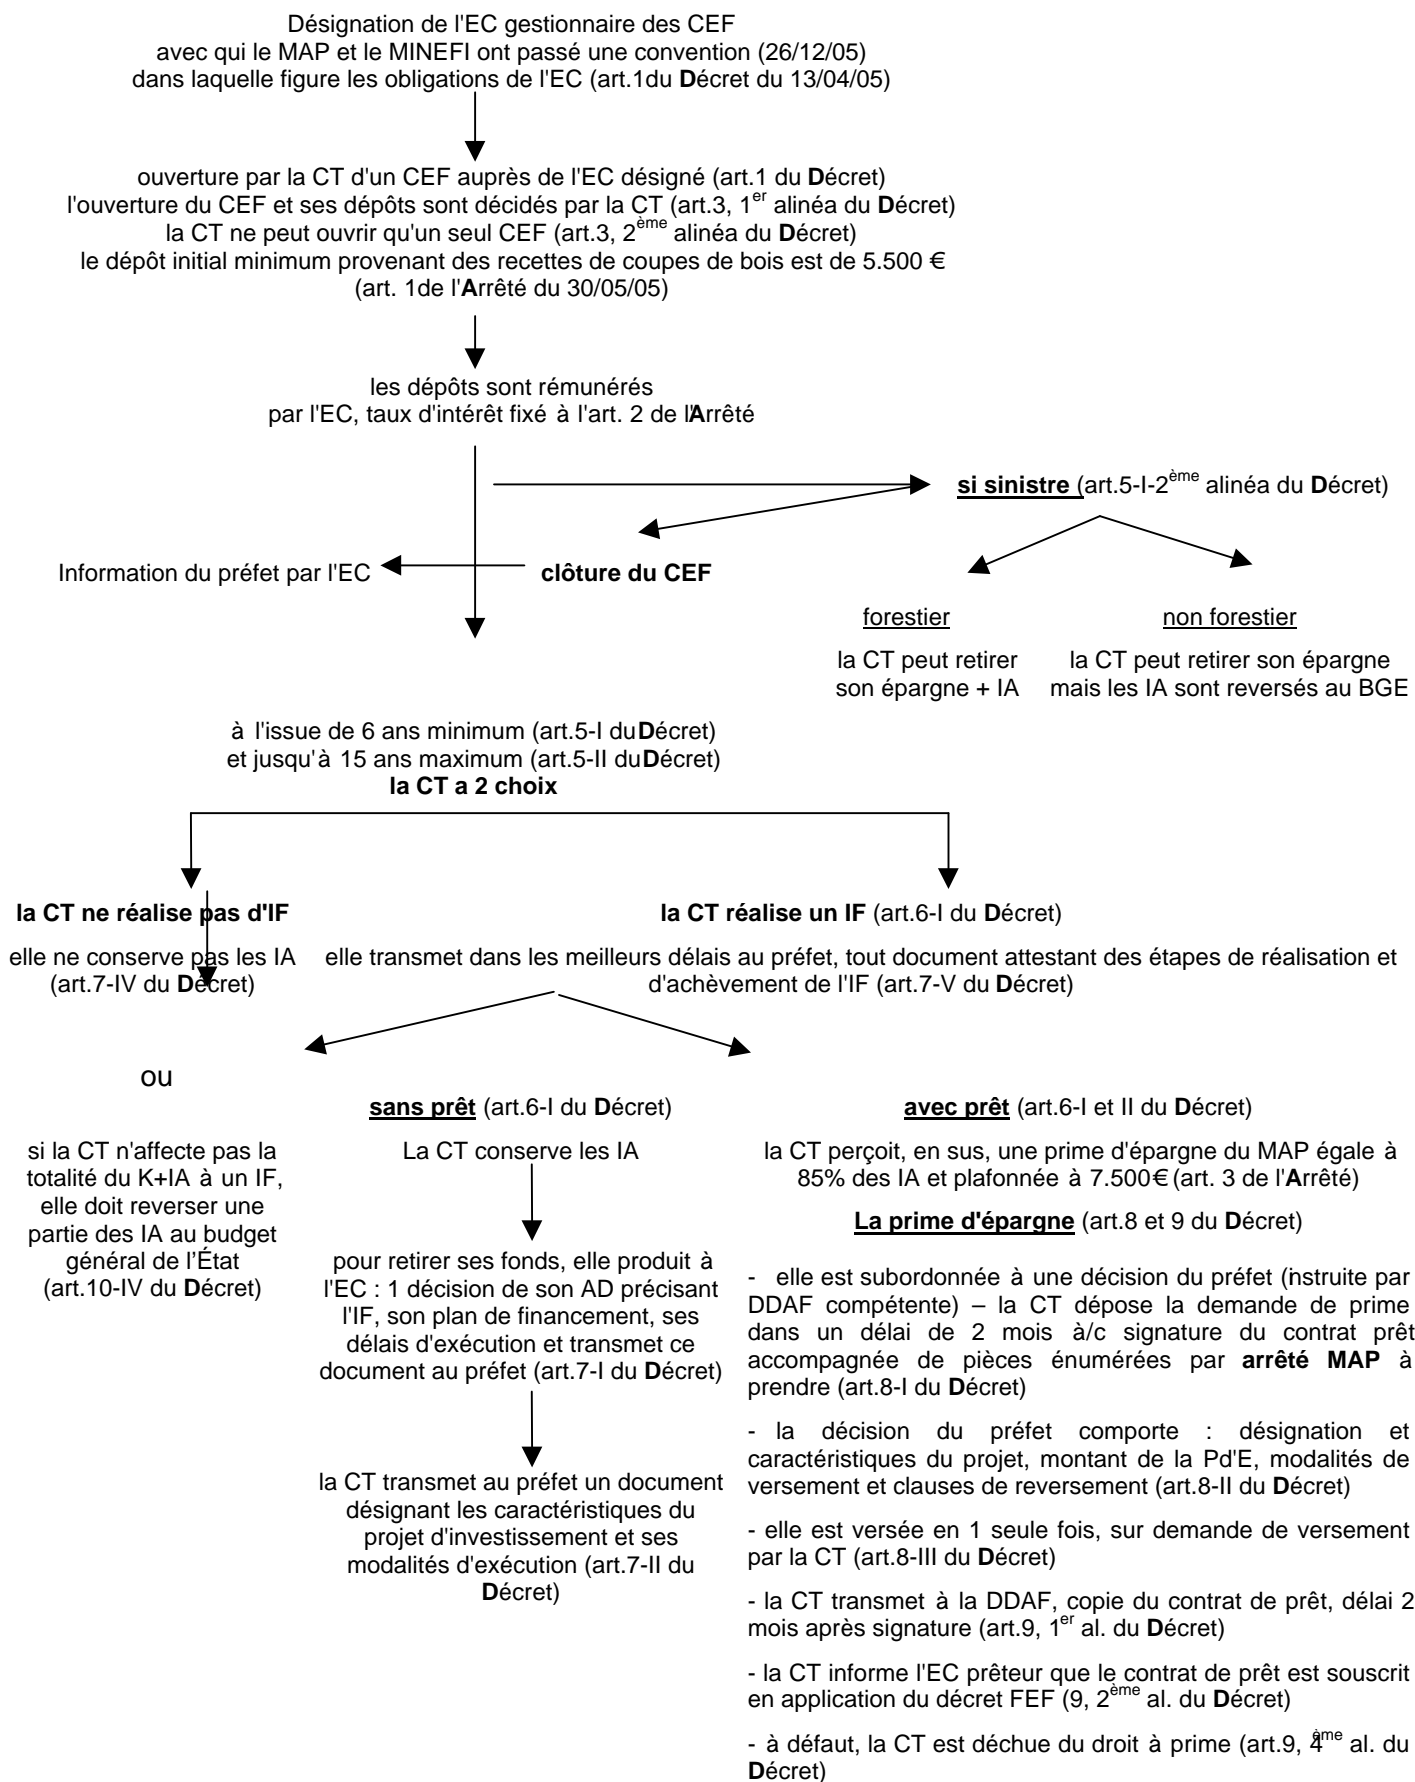 Désignation de l'EC gestionnaire des CEF
avec qui le MAP et le MINEFI ont passé une convention (26/12/05)
dans laquelle figure les obligations de l'EC (art.1du Décret du 13/04/05)
ouverture par la CT d'un CEF auprès de l'EC désigné (art.1 du Décret)
l'ouverture du CEF et ses dépôts sont décidés par la CT (art.3, 1er alinéa du Décret)
la CT ne peut ouvrir qu'un seul CEF (art.3, 2ème alinéa du Décret)
le dépôt initial minimum provenant des recettes de coupes de bois est de 5.500 €
(art. 1de l'Arrêté du 30/05/05)
les dépôts sont rémunérés
par l'EC, taux d'intérêt fixé à l'art. 2 de l'Arrêté
si sinistre (art.5-I-2ème alinéa du Décret)
Information du préfet par l'EC
clôture du CEF
forestier
la CT peut retirer
son épargne + IA
non forestier
la CT peut retirer son épargne
mais les IA sont reversés au BGE
à l'issue de 6 ans minimum (art.5-I du Décret)
et jusqu'à 15 ans maximum (art.5-II du Décret)
la CT a 2 choix
la CT ne réalise pas d'IF
elle ne conserve pas les IA
(art.7-IV du Décret)
ou
si la CT n'affecte pas la
totalité du K+IA à un IF,
elle doit reverser une
partie des IA au budget
général de l'État
(art.10-IV du Décret)
la CT réalise un IF (art.6-I du Décret)
elle transmet dans les meilleurs délais au préfet, tout document attestant des étapes de réalisation et
d'achèvement de l'IF (art.7-V du Décret)
sans prêt (art.6-I du Décret)
La CT conserve les IA
pour retirer ses fonds, elle produit à
l'EC : 1 décision de son AD précisant
l'IF, son plan de financement, ses
délais d'exécution et transmet ce
document au préfet (art.7-I du Décret)
la CT transmet au préfet un document
désignant les caractéristiques du
projet d'investissement et ses
modalités d'exécution (art.7-II du
Décret)
avec prêt (art.6-I et II du Décret)
la CT perçoit, en sus, une prime d'épargne du MAP égale à
85% des IA et plafonnée à 7.500€ (art. 3 de l'Arrêté)
La prime d'épargne (art.8 et 9 du Décret)
- elle est subordonnée à une décision du préfet (instruite par
DDAF compétente) – la CT dépose la demande de prime
dans un délai de 2 mois à/c signature du contrat prêt
accompagnée de pièces énumérées par arrêté MAP à
prendre (art.8-I du Décret)
- la décision du préfet comporte : désignation et
caractéristiques du projet, montant de la Pd'E, modalités de
versement et clauses de reversement (art.8-II du Décret)
- elle est versée en 1 seule fois, sur demande de versement
par la CT (art.8-III du Décret)
- la CT transmet à la DDAF, copie du contrat de prêt, délai 2
mois après signature (art.9, 1er al. du Décret)
- la CT informe l'EC prêteur que le contrat de prêt est souscrit
en application du décret FEF (9, 2ème al. du Décret)
- à défaut, la CT est déchue du droit à prime (art.9, 4ème al. du
Décret)